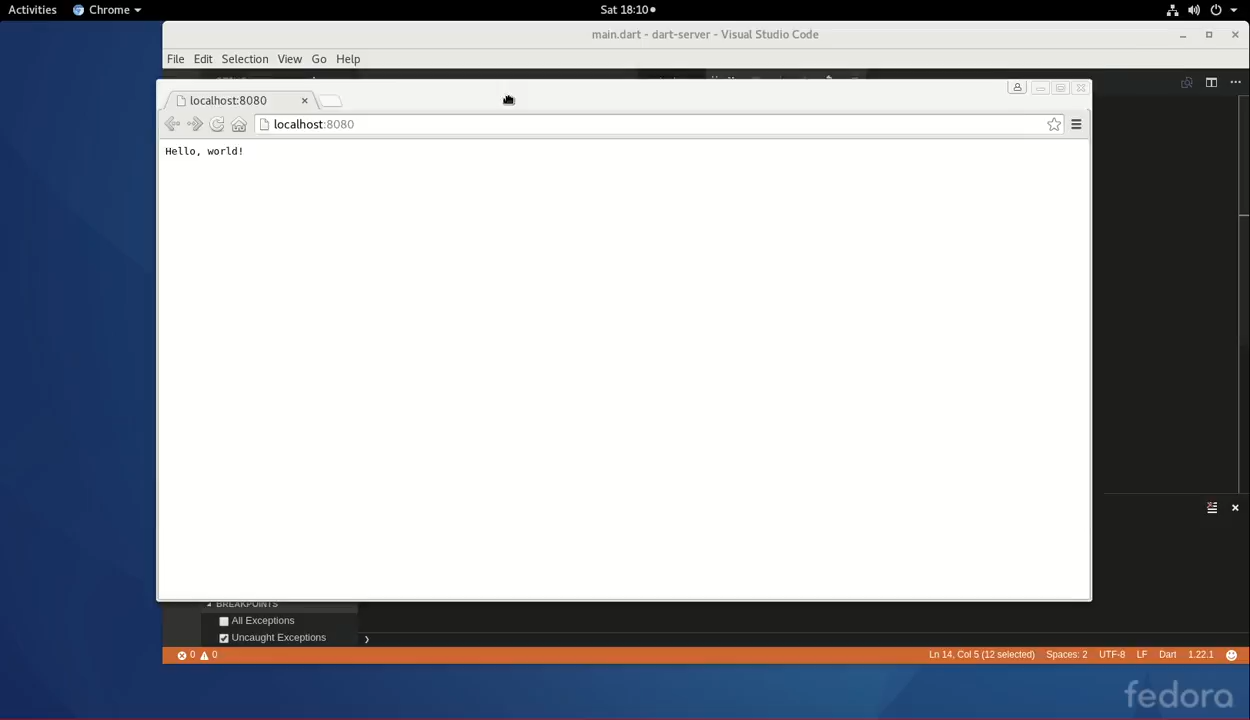 Activities Chrome Sat 18:10
main.dart - dart-server - Visual Studio Code
File Edit Selection View Go Help
localhost:8080
localhost:8080
Hello, world!
BREAKPOINTS
All Exceptions
Uncaught Exceptions
0 0 Ln 14, Col 5 (12 selected) Spaces: 2 UTF-8 LF Dart 1.22.1
fedora